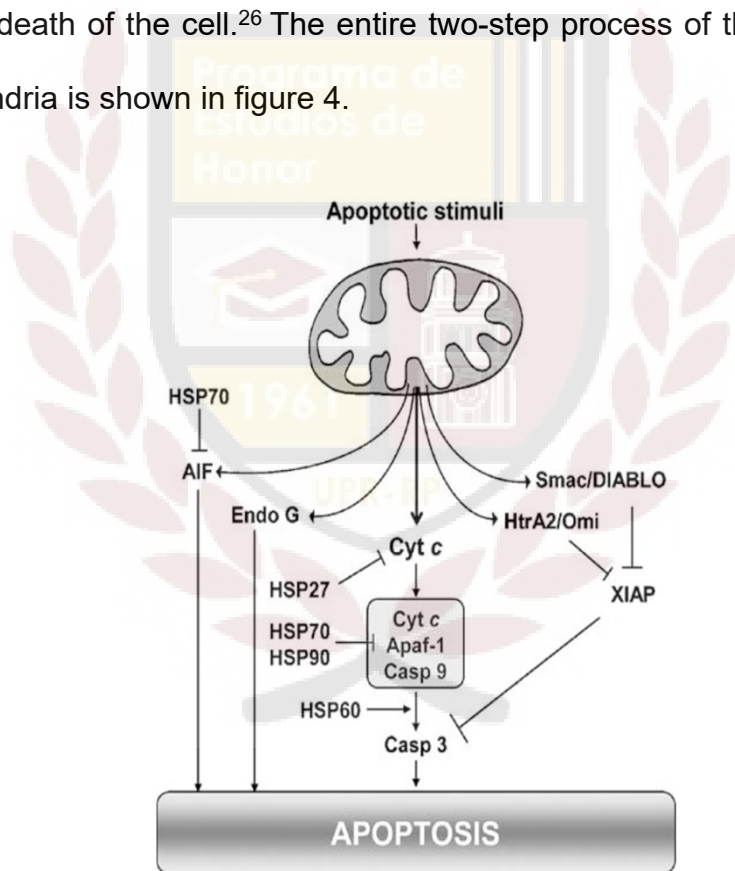 death of the cell.26 The entire two-step process of t
ndria is shown in figure 4.
Programa de
Estudios de
Honor
Apoptotic stimuli
HSP70
1961
AIF
Smac/DIABLO
UPR-RP
Endo G
HtrA2/Omi
Cyt c
HSP27
XIAP
Cyt c
HSP70
Apaf-1
HSP90
Casp 9
HSP60
Casp 3
APOPTOSIS